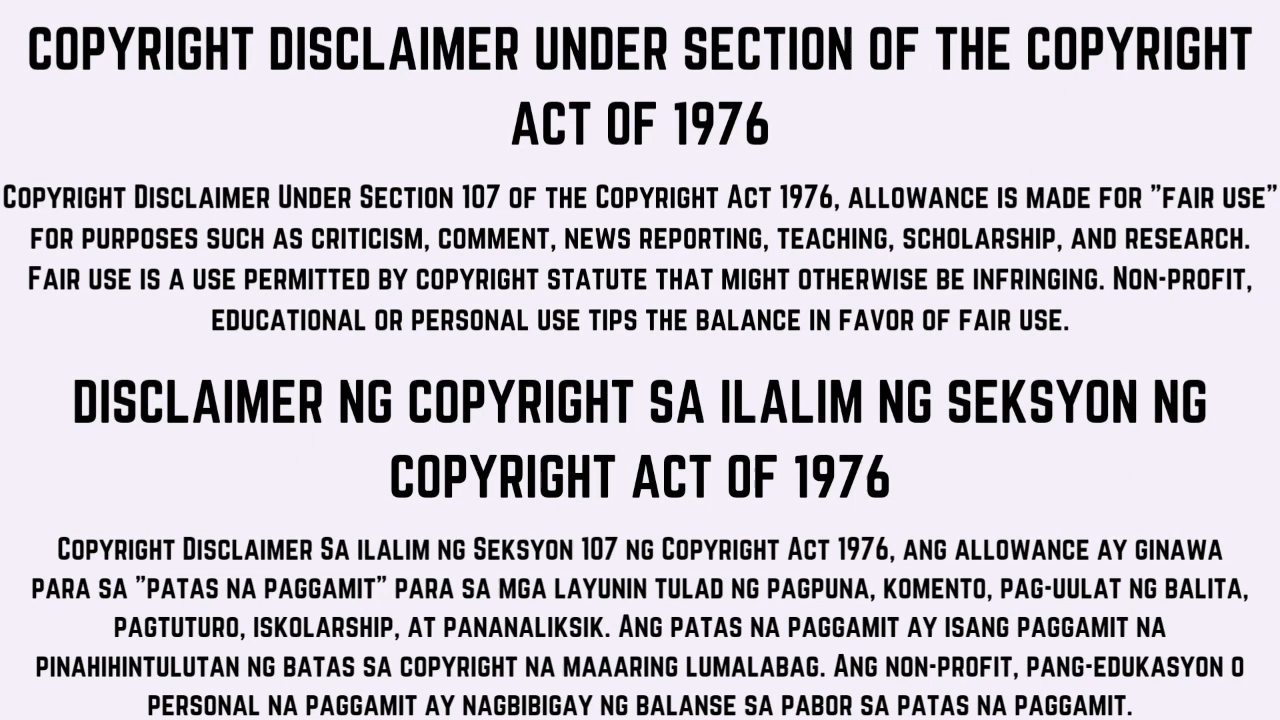 COPYRIGHT DISCLAIMER UNDER SECTION OF THE COPYRIGHT
ACT OF 1976
COPYRIGHT DISCLAIMER UNDER SECTION 107 OF THE COPYRIGHT ACT 1976, ALLOWANCE IS MADE FOR "FAIR USE"
FOR PURPOSES SUCH AS CRITICISM, COMMENT, NEWS REPORTING, TEACHING, SCHOLARSHIP, AND RESEARCH.
FAIR USE IS A USE PERMITTED BY COPYRIGHT STATUTE THAT MIGHT OTHERWISE BE INFRINGING. NON-PROFIT,
EDUCATIONAL OR PERSONAL USE TIPS THE BALANCE IN FAVOR OF FAIR USE.
DISCLAIMER NG COPYRIGHT SA ILALIM NG SEKSYON NG
COPYRIGHT ACT OF 1976
COPYRIGHT DISCLAIMER SA ILALIM NG SEKSYON 107 NG COPYRIGHT ACT 1976, ANG ALLOWANCE AY GINAWA
PARA SA "PATAS NA PAGGAMIT" PARA SA MGA LAYUNIN TULAD NG PAGPUNA, KOMENTO, PAG-UULAT NG BALITA,
PAGTUTURO, ISKOLARSHIP, AT PANANALIKSIK. ANG PATAS NA PAGGAMIT AY ISANG PAGGAMIT NA
PINAHIHINTULUTAN NG BATAS SA COPYRIGHT NA MAAARING LUMALABAG. ANG NON-PROFIT, PANG-EDUKASYON O
PERSONAL NA PAGGAMIT AY NAGBIBIGAY NG BALANSE SA PABOR SA PATAS NA PAGGAMIT.